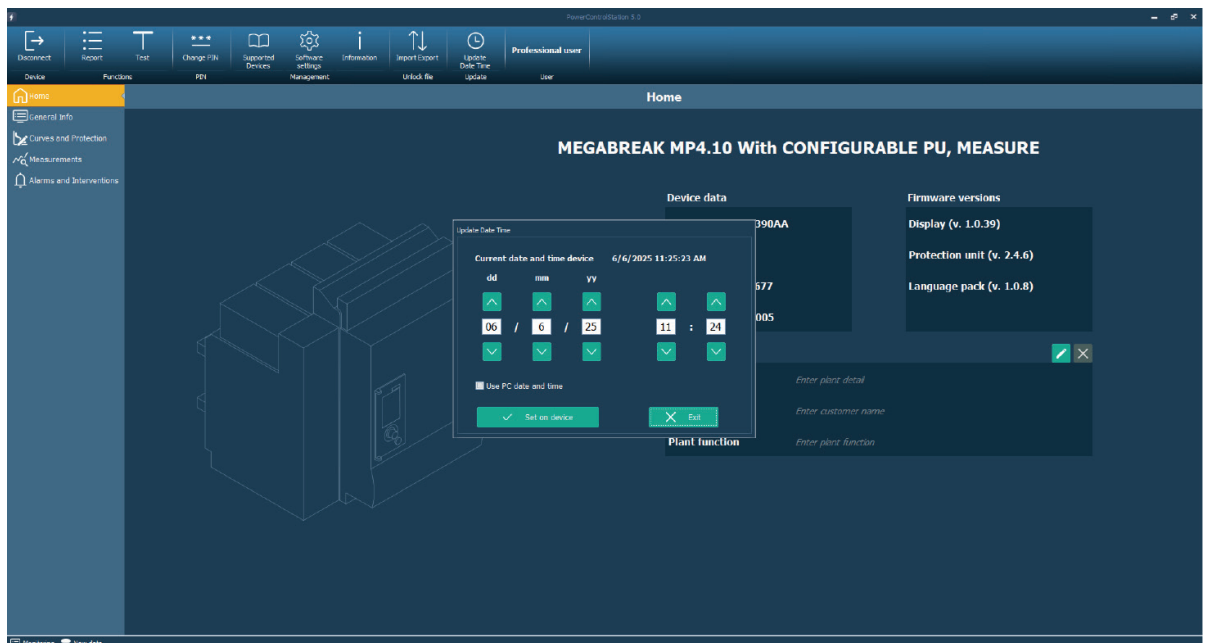 PowerControlStation 5.0
Disconnect Report Test Change PIN Supported Devices Software settings Information Import Export Update Date Time Professional user
Device Functions PIN Management Unlock file Update User
Home
Home
General Info
Curves and Protection
Measurements
Alarms and Interventions
MEGABREAK MP4.10 With CONFIGURABLE PU, MEASURE
Device data
Firmware versions
390AA
Display (v. 1.0.39)
Protection unit (v. 2.4.6)
677
Language pack (v. 1.0.8)
005
Update Date Time
Current date and time device 6/6/2025 11:25:23 AM
dd mm yy
06 / 6 / 25 11 : 24
Use PC date and time
Set on device Exit
Enter plant detail
Enter customer name
Plant function Enter plant function